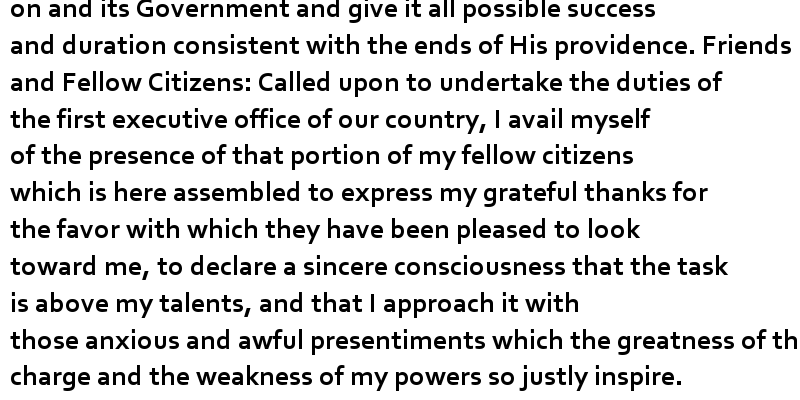 on and its Government and give it all possible success
and duration consistent with the ends of His providence. Friends
and Fellow Citizens: Called upon to undertake the duties of
the first executive office of our country, I avail myself
of the presence of that portion of my fellow citizens
which is here assembled to express my grateful thanks for
the favor with which they have been pleased to look
toward me, to declare a sincere consciousness that the task
is above my talents, and that I approach it with
those anxious and awful presentiments which the greatness of th
charge and the weakness of my powers so justly inspire.